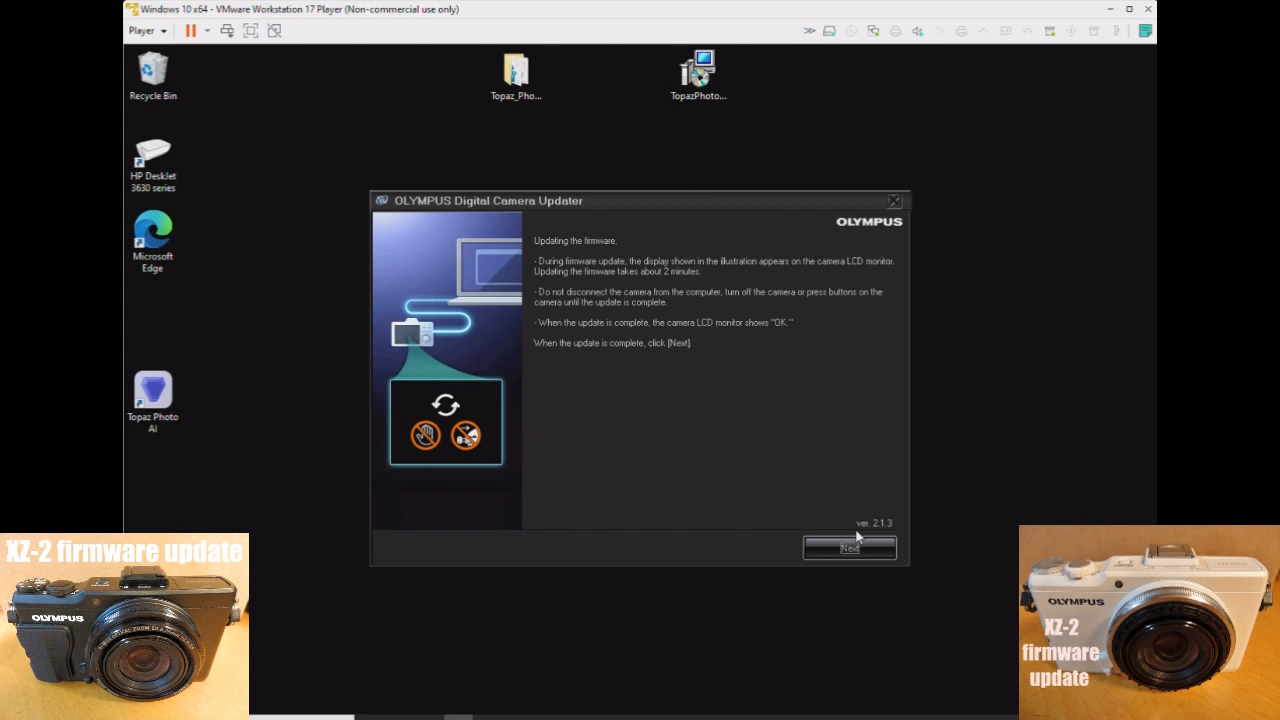 Windows 10 x64 - VMware Workstation 17 Player (Non-commercial use only)
Player
Recycle Bin
Topaz_Pho...
TopazPhoto...
HP DeskJet
3630 series
Microsoft
Edge
Topaz Photo
AI
OLYMPUS Digital Camera Updater
OLYMPUS
Updating the firmware.
- During firmware update, the display shown in the illustration appears on the camera LCD monitor.
Updating the firmware takes about 2 minutes.
- Do not disconnect the camera from the computer, turn off the camera or press buttons on the
camera until the update is complete.
- When the update is complete, the camera LCD monitor shows "OK."
When the update is complete, click [Next].
ver. 2.1.3
Next
XZ-2 firmware update
OLYMPUS
OLYMPUS
XZ-2
firmware
update